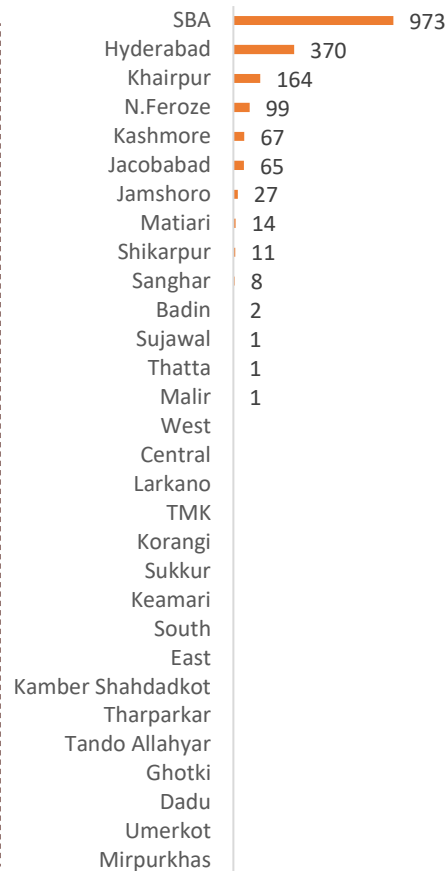 SBA 973
Hyderabad 370
Khairpur 164
N.Feroze 99
Kashmore 67
Jacobabad 65
Jamshoro 27
Matiari 14
Shikarpur 11
Sanghar 8
Badin 2
Sujawal 1
Thatta 1
Malir 1
West
Central
Larkano
TMK
Korangi
Sukkur
Keamari
South
East
Kamber Shahdadkot
Tharparkar
Tando Allahyar
Ghotki
Dadu
Umerkot
Mirpurkhas